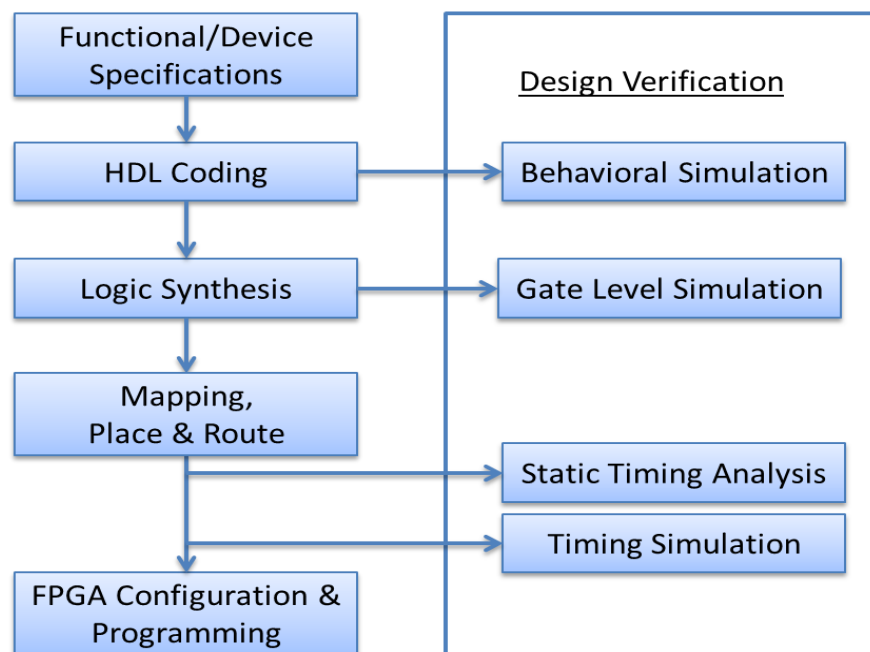 Functional/Device
Specifications
Design Verification
HDL Coding
Behavioral Simulation
Logic Synthesis
Gate Level Simulation
Mapping,
Place & Route
Static Timing Analysis
Timing Simulation
FPGA Configuration &
Programming